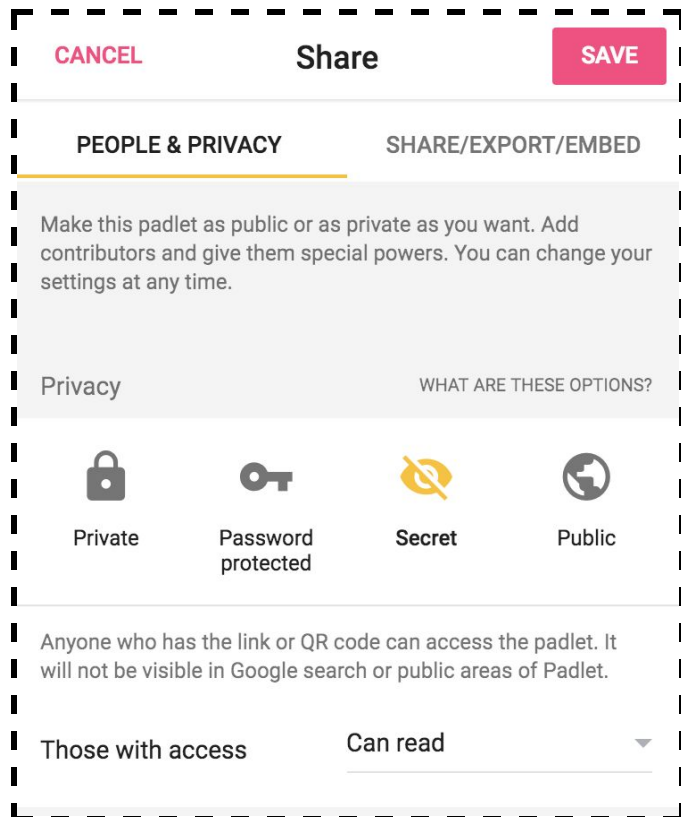 CANCEL Share SAVE
PEOPLE & PRIVACY SHARE/EXPORT/EMBED
Make this padlet as public or as private as you want. Add
contributors and give them special powers. You can change your
settings at any time.
Privacy WHAT ARE THESE OPTIONS?
Private Password protected Secret Public
Anyone who has the link or QR code can access the padlet. It
will not be visible in Google search or public areas of Padlet.
Those with access Can read